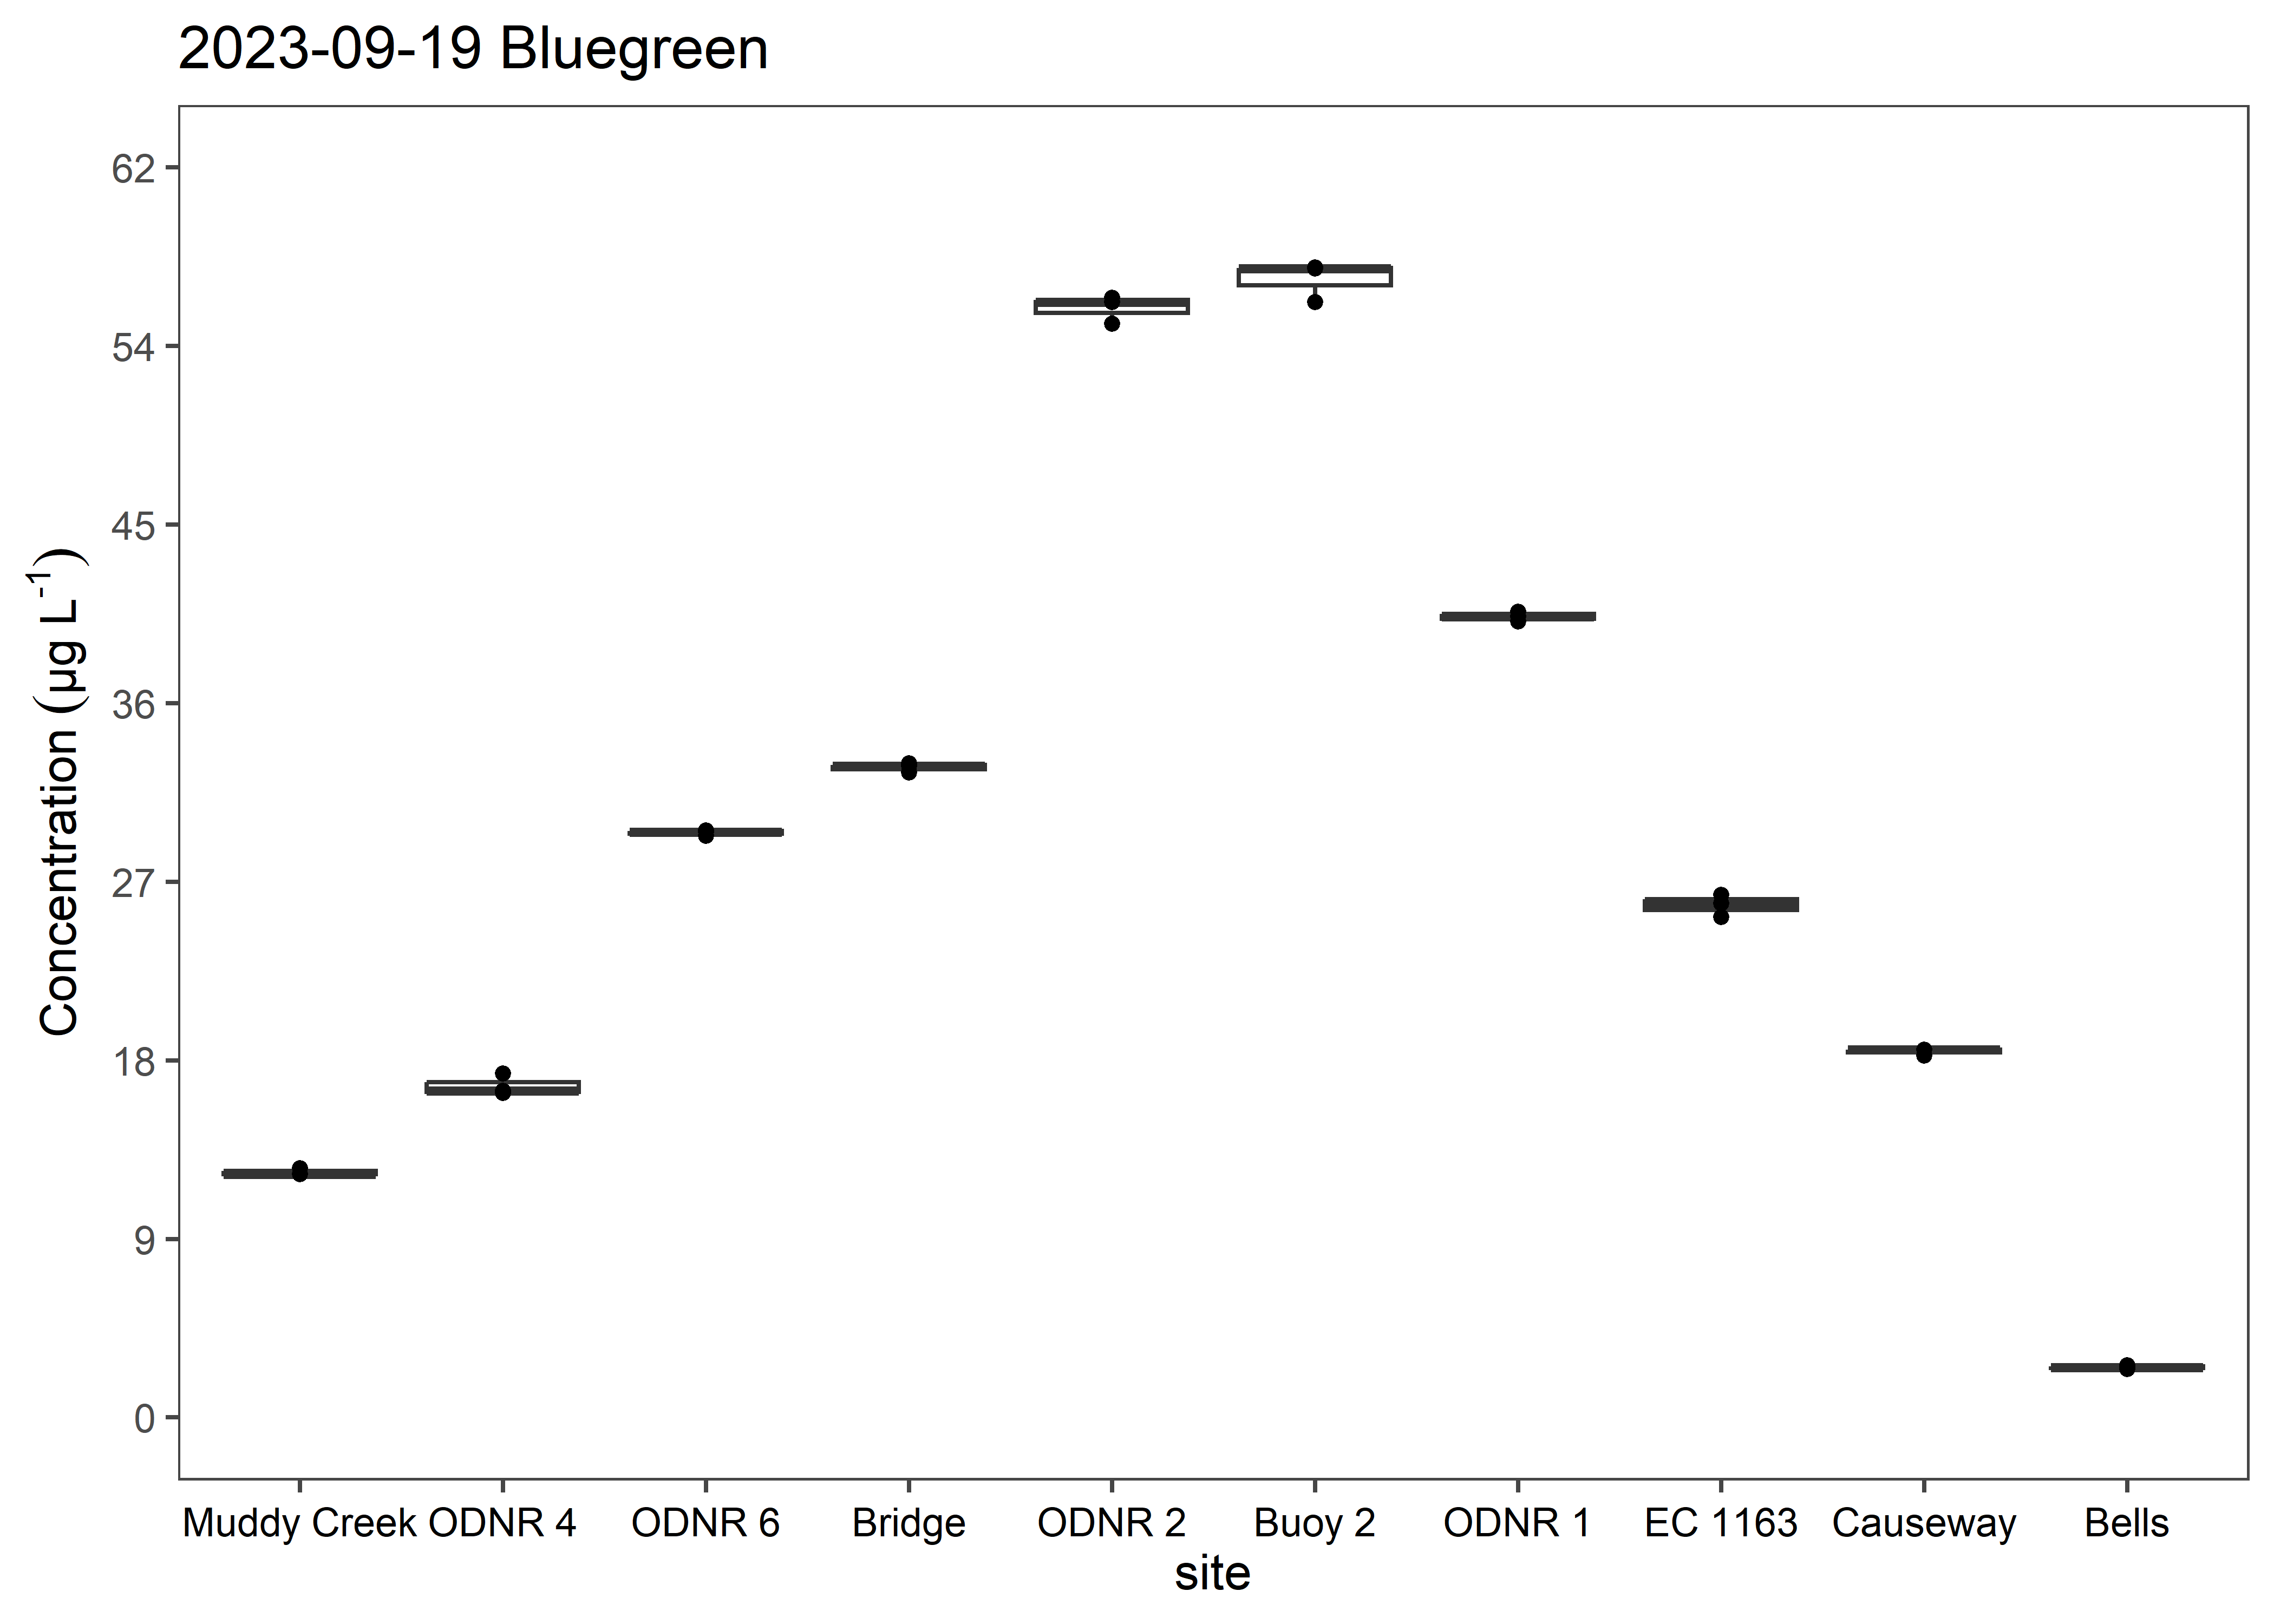 2023-09-19 Bluegreen
Concentration (µg L⁻¹)
62
54
45
36
27
18
9
0
Muddy Creek ODNR 4 ODNR 6 Bridge ODNR 2 Buoy 2 ODNR 1 EC 1163 Causeway Bells
site